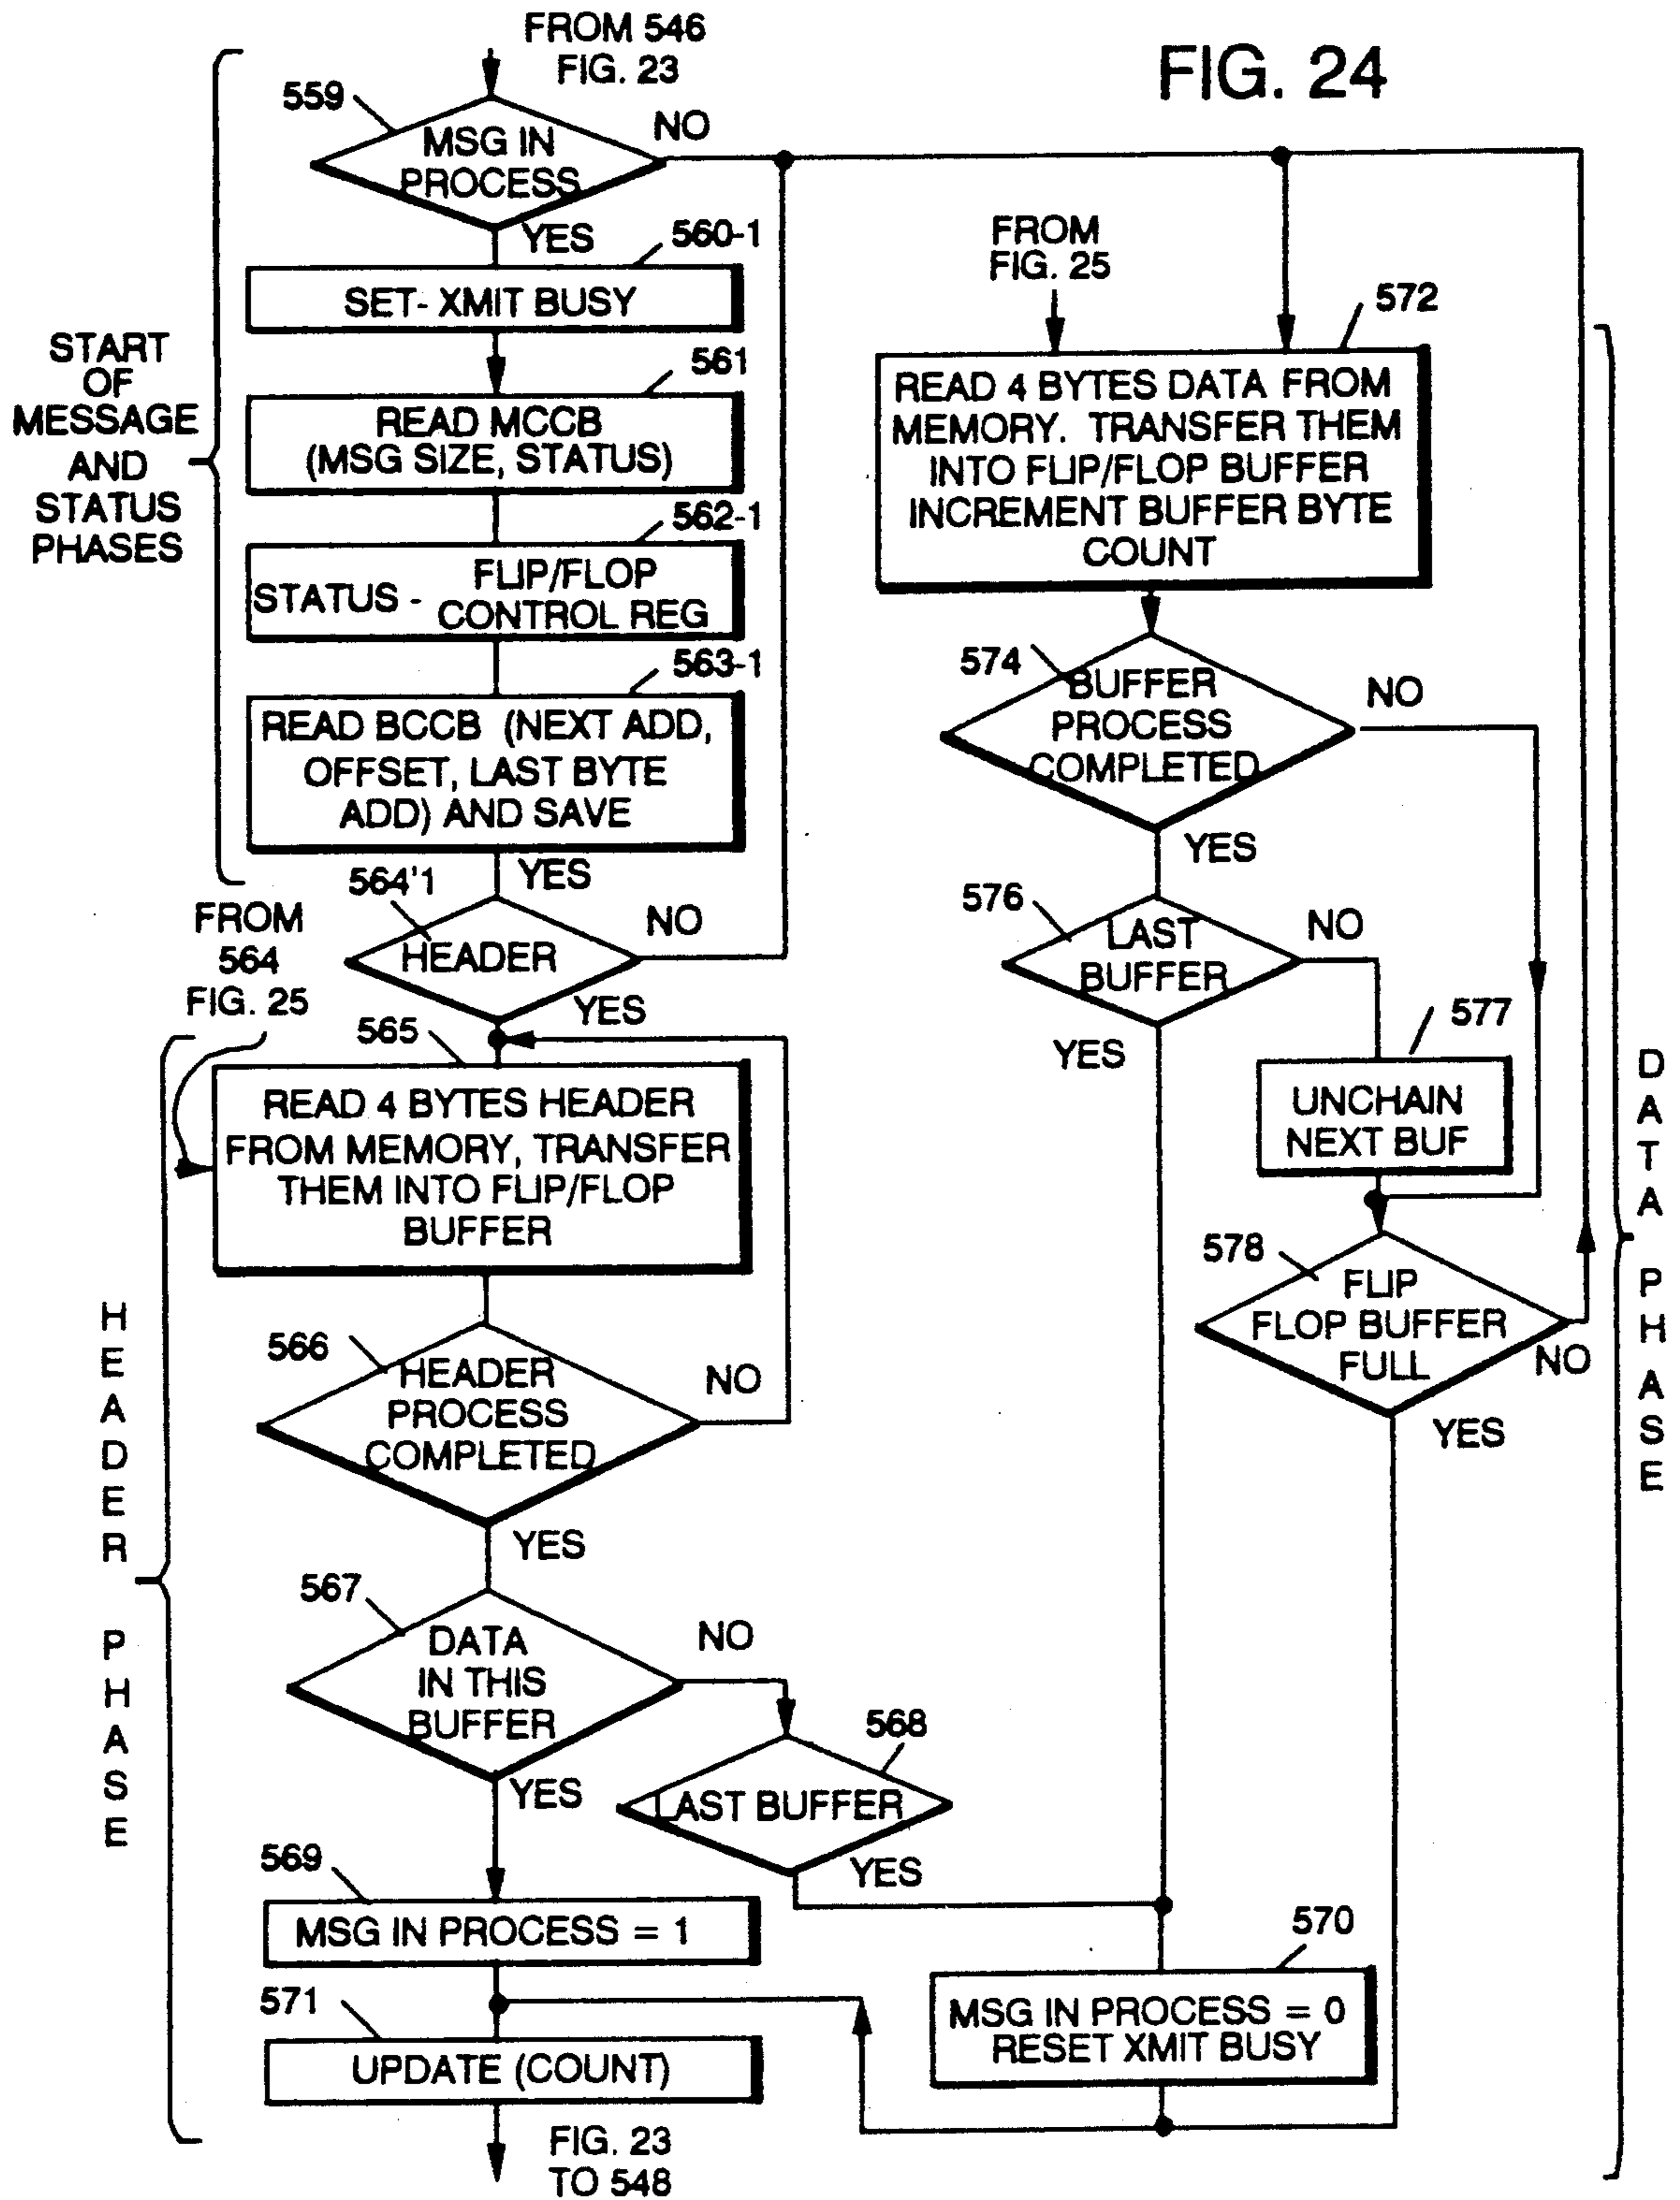 FROM 546
FIG. 23
FIG. 24
559
MSG IN
PROCESS
NO
YES
560-1
SET- XMIT BUSY
561
READ MCCB
(MSG SIZE, STATUS)
562-1
STATUS - FLIP/FLOP
CONTROL REG
563-1
READ BCCB (NEXT ADD,
OFFSET, LAST BYTE
ADD) AND SAVE
YES
START
OF
MESSAGE
AND
STATUS
PHASES
564'1
HEADER
NO
YES
FROM
564
FIG. 25
565
READ 4 BYTES HEADER
FROM MEMORY, TRANSFER
THEM INTO FLIP/FLOP
BUFFER
566
HEADER
PROCESS
COMPLETED
NO
YES
567
DATA
IN THIS
BUFFER
NO
YES
568
LAST BUFFER
YES
569
MSG IN PROCESS = 1
571
UPDATE (COUNT)
FIG. 23
TO 548
HEADER PHASE
FROM
FIG. 25
572
READ 4 BYTES DATA FROM
MEMORY. TRANSFER THEM
INTO FLIP/FLOP BUFFER
INCREMENT BUFFER BYTE
COUNT
574
BUFFER
PROCESS
COMPLETED
NO
YES
576
LAST
BUFFER
NO
YES
577
UNCHAIN
NEXT BUF
578
FLIP
FLOP BUFFER
FULL
NO
YES
570
MSG IN PROCESS = 0
RESET XMIT BUSY
DATA PHASE